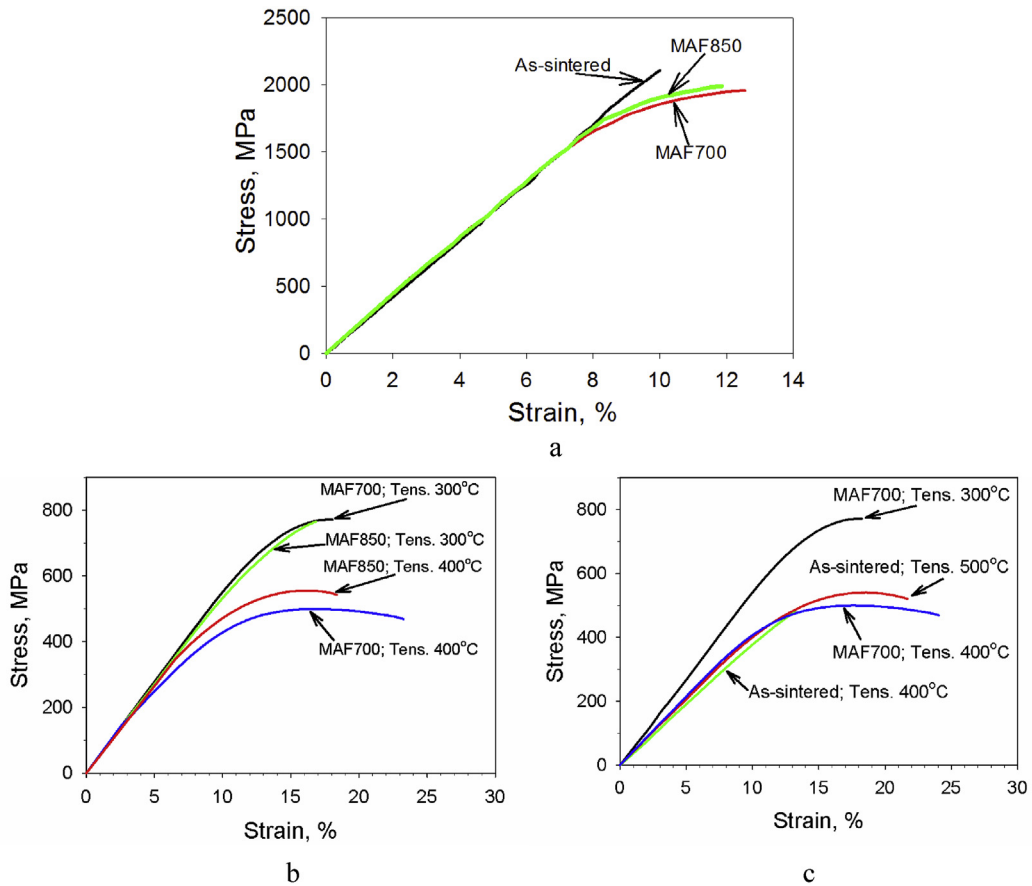 2500
2000
1500
1000
500
0
Stress, MPa
As-sintered
MAF850
MAF700
0 2 4 6 8 10 12 14
Strain, %
a
800
600
400
200
0
Stress, MPa
MAF700; Tens. 300°C
MAF850; Tens. 300°C
MAF850; Tens. 400°C
MAF700; Tens. 400°C
0 5 10 15 20 25 30
Strain, %
b
800
600
400
200
0
Stress, MPa
MAF700; Tens. 300°C
As-sintered; Tens. 500°C
MAF700; Tens. 400°C
As-sintered; Tens. 400°C
0 5 10 15 20 25 30
Strain, %
c